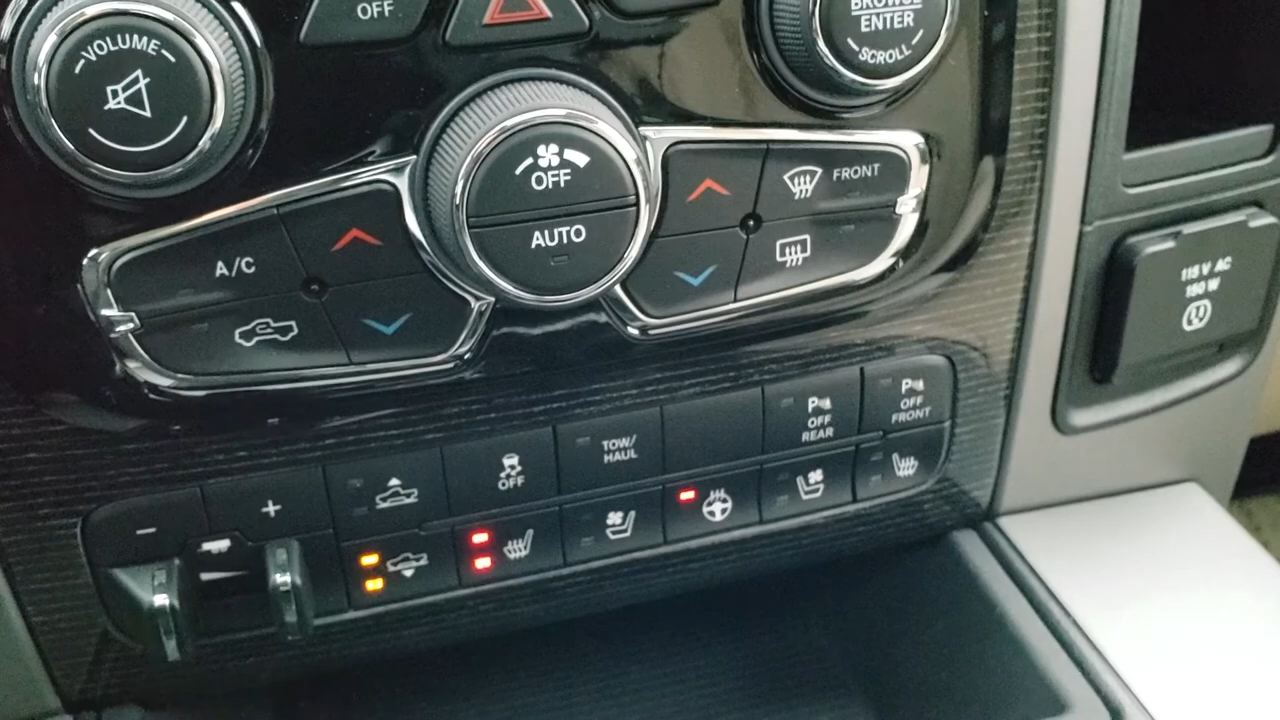 VOLUME
OFF
BROWSE
ENTER
SCROLL
OFF
AUTO
A/C
FRONT
115 V AC
150 W
OFF
TOW/
HAUL
P
OFF
REAR
P
OFF
FRONT
- +